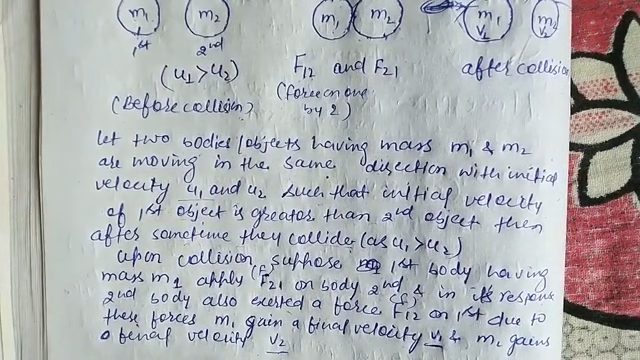 m1 m2 m1 m2 m1 m2
v1 v2
1st 2nd
(u1 > u2) F12 and F21 after collision
(Before collision) (force on one by 2)
let two bodies/objects having mass m1 & m2
are moving in the same direction with initial
velocity u1 and u2 such that initial velocity
of 1st object is greater than 2nd object then
after sometime they collide (as u1 > u2)
upon collision suppose 1st body having
mass m1 apply F21 on body 2nd & in its response
2nd body also exerted a force F12 on 1st due to
these forces m1 gain a final velocity v1 & m2 gains
a final velocity v2